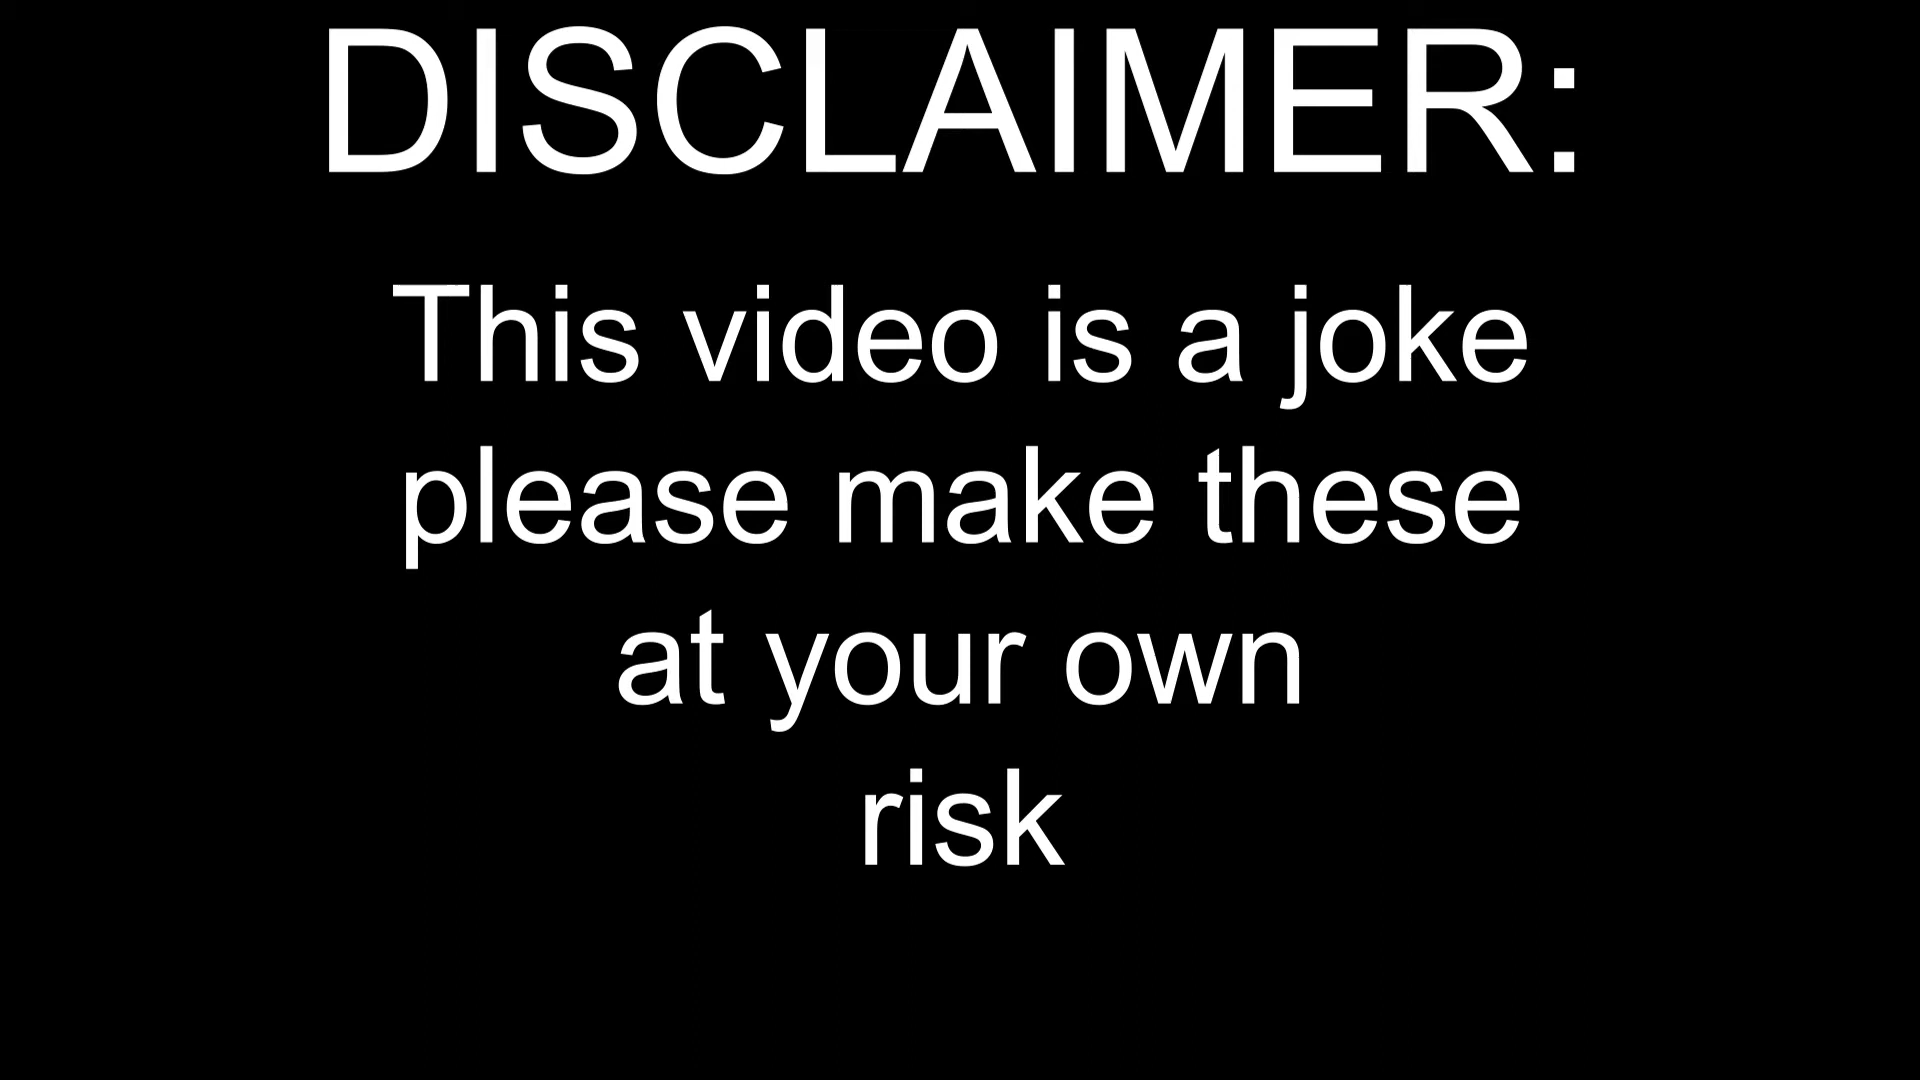 DISCLAIMER:
This video is a joke
please make these
at your own
risk